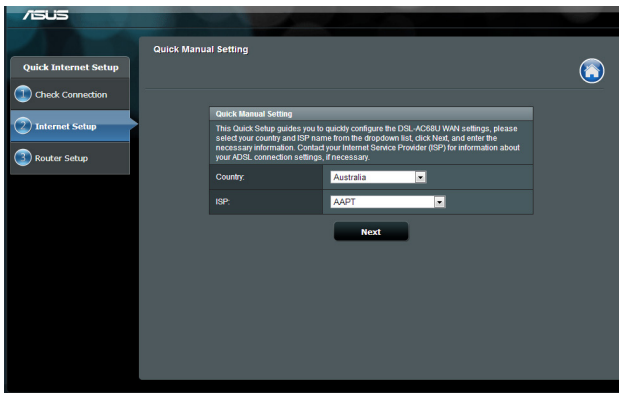 ASUS
Quick Manual Setting
Quick Internet Setup
1 Check Connection
2 Internet Setup
3 Router Setup
Quick Manual Setting
This Quick Setup guides you to quickly configure the DSL-AC68U WAN settings, please
select your country and ISP name from the dropdown list, click Next, and enter the
necessary information. Contact your Internet Service Provider (ISP) for information about
your ADSL connection settings, if necessary.
Country: Australia
ISP: AAPT
Next